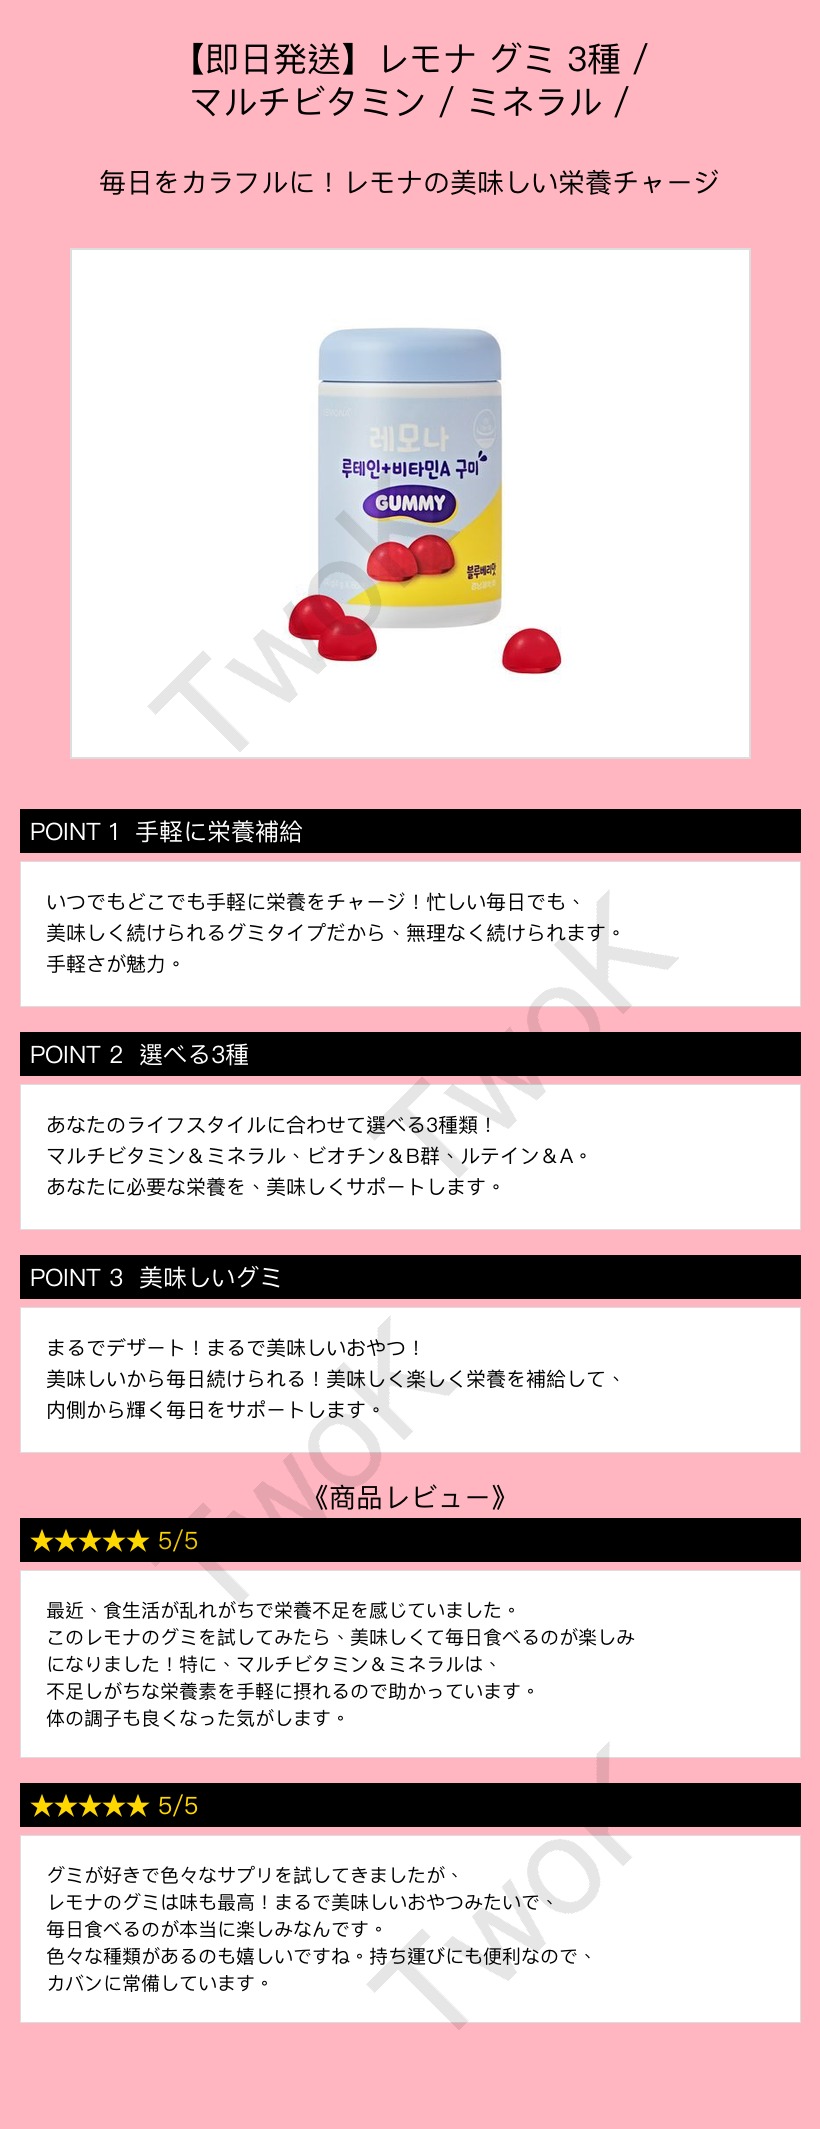 【即日発送】レモナ グミ 3種 /
マルチビタミン / ミネラル /
毎日をカラフルに！レモナの美味しい栄養チャージ
레모나
루테인+비타민A 구미
GUMMY
블루베리맛
TwoK
POINT 1 手軽に栄養補給
いつでもどこでも手軽に栄養をチャージ！忙しい毎日でも、
美味しく続けられるグミタイプだから、無理なく続けられます。
手軽さが魅力。
TwoK
POINT 2 選べる3種
あなたのライフスタイルに合わせて選べる3種類！
マルチビタミン＆ミネラル、ビオチン＆B群、ルテイン＆A。
あなたに必要な栄養を、美味しくサポートします。
POINT 3 美味しいグミ
まるでデザート！まるで美味しいおやつ！
美味しいから毎日続けられる！美味しく楽しく栄養を補給して、
内側から輝く毎日をサポートします。
TwoK
《商品レビュー》
★★★★★ 5/5
最近、食生活が乱れがちで栄養不足を感じていました。
このレモナのグミを試してみたら、美味しくて毎日食べるのが楽しみ
になりました！特に、マルチビタミン＆ミネラルは、
不足しがちな栄養素を手軽に摂れるので助かっています。
体の調子も良くなった気がします。
★★★★★ 5/5
グミが好きで色々なサプリを試してきましたが、
レモナのグミは味も最高！まるで美味しいおやつみたいで、
毎日食べるのが本当に楽しみなんです。
色々な種類があるのも嬉しいですね。持ち運びにも便利なので、
カバンに常備しています。
TwoK